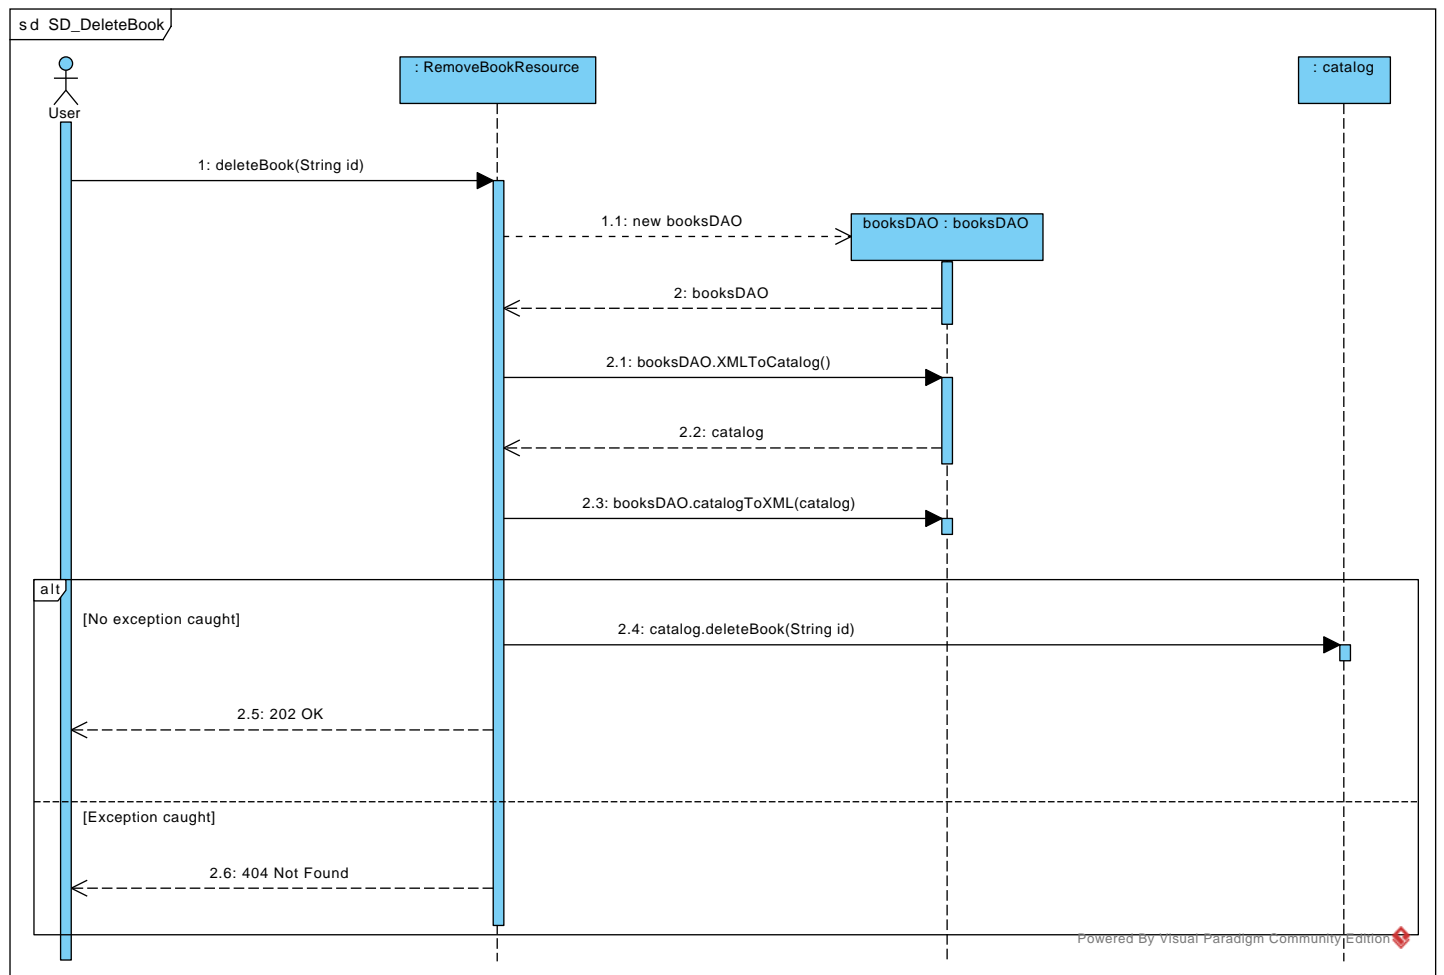 sd SD_DeleteBook
: RemoveBookResource
: catalog
User
1: deleteBook(String id)
1.1: new booksDAO
booksDAO : booksDAO
2: booksDAO
2.1: booksDAO.XMLToCatalog()
2.2: catalog
2.3: booksDAO.catalogToXML(catalog)
alt
[No exception caught]
2.4: catalog.deleteBook(String id)
2.5: 202 OK
[Exception caught]
2.6: 404 Not Found
Powered By Visual Paradigm Community Edition